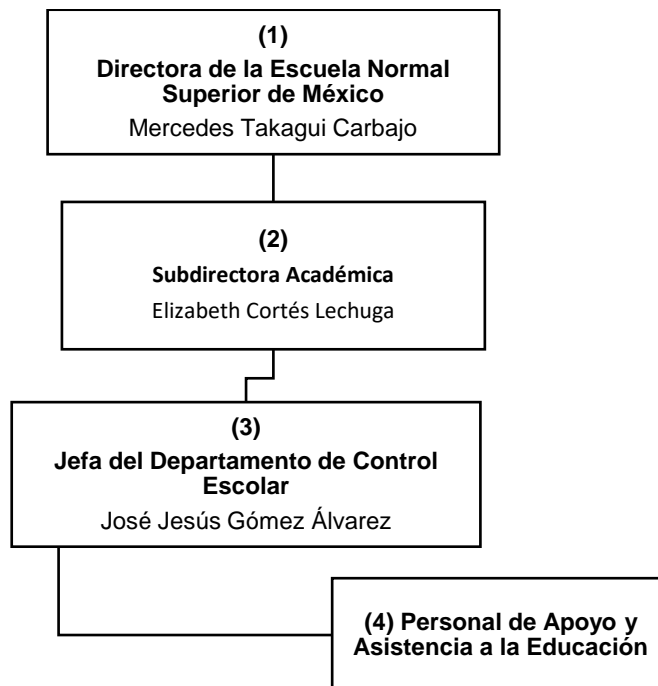 (1)
Directora de la Escuela Normal
Superior de México
Mercedes Takagui Carbajo
(2)
Subdirectora Académica
Elizabeth Cortés Lechuga
(3)
Jefa del Departamento de Control
Escolar
José Jesús Gómez Álvarez
(4) Personal de Apoyo y
Asistencia a la Educación